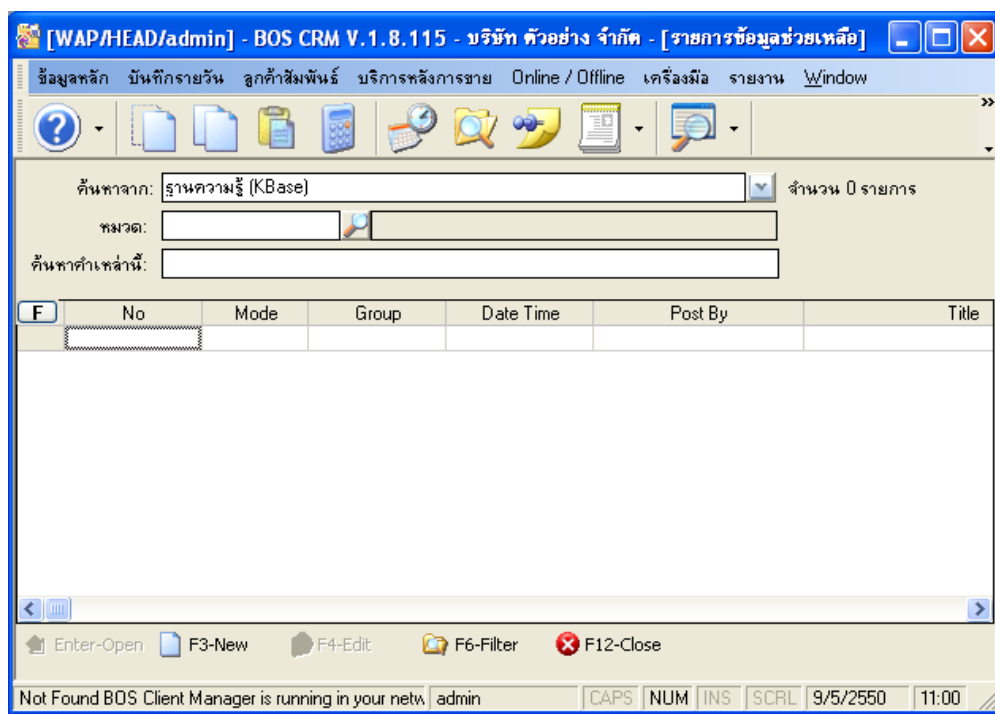 [WAP/HEAD/admin] - BOS CRM V.1.8.115 - บริษัท ตัวอย่าง จำกัด - [รายการข้อมูลช่วยเหลือ]
ข้อมูลหลัก บันทึกรายวัน ลูกค้าสัมพันธ์ บริการหลังการขาย Online / Offline เครื่องมือ รายงาน Window
ค้นหาจาก: ฐานความรู้ (KBase) จำนวน 0 รายการ
หมวด:
ค้นหาคำเหล่านี้:
F No Mode Group Date Time Post By Title
Enter-Open F3-New F4-Edit F6-Filter F12-Close
Not Found BOS Client Manager is running in your netw admin CAPS NUM INS SCRL 9/5/2550 11:00